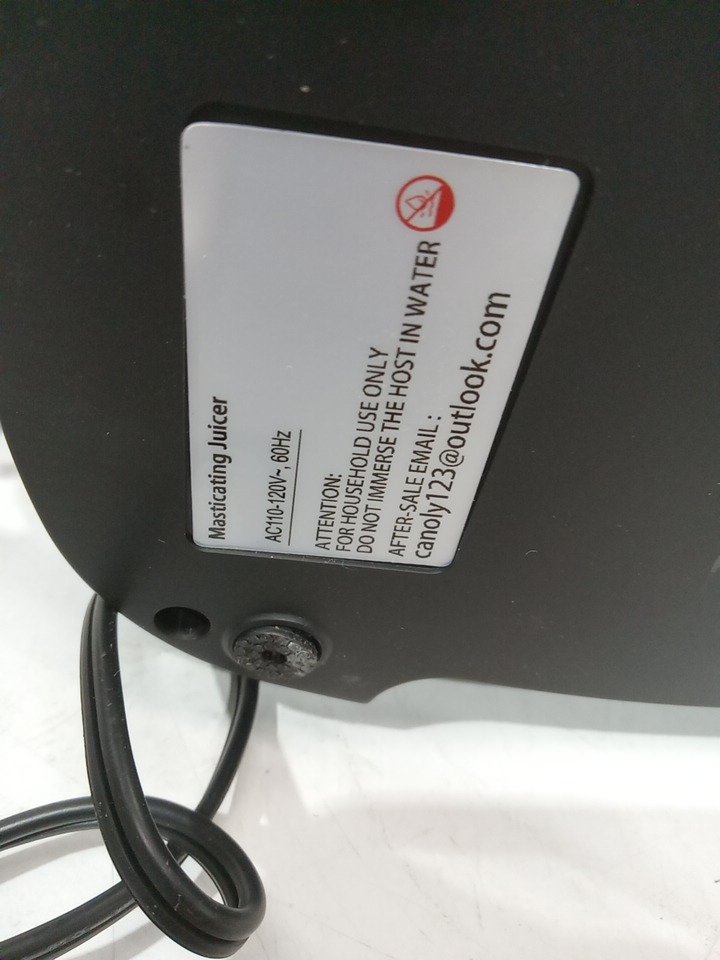 Masticating Juicer
AC110-120V~, 60Hz
ATTENTION:
FOR HOUSEHOLD USE ONLY
DO NOT IMMERSE THE HOST IN WATER
AFTER-SALE EMAIL :
canoly123@outlook.com